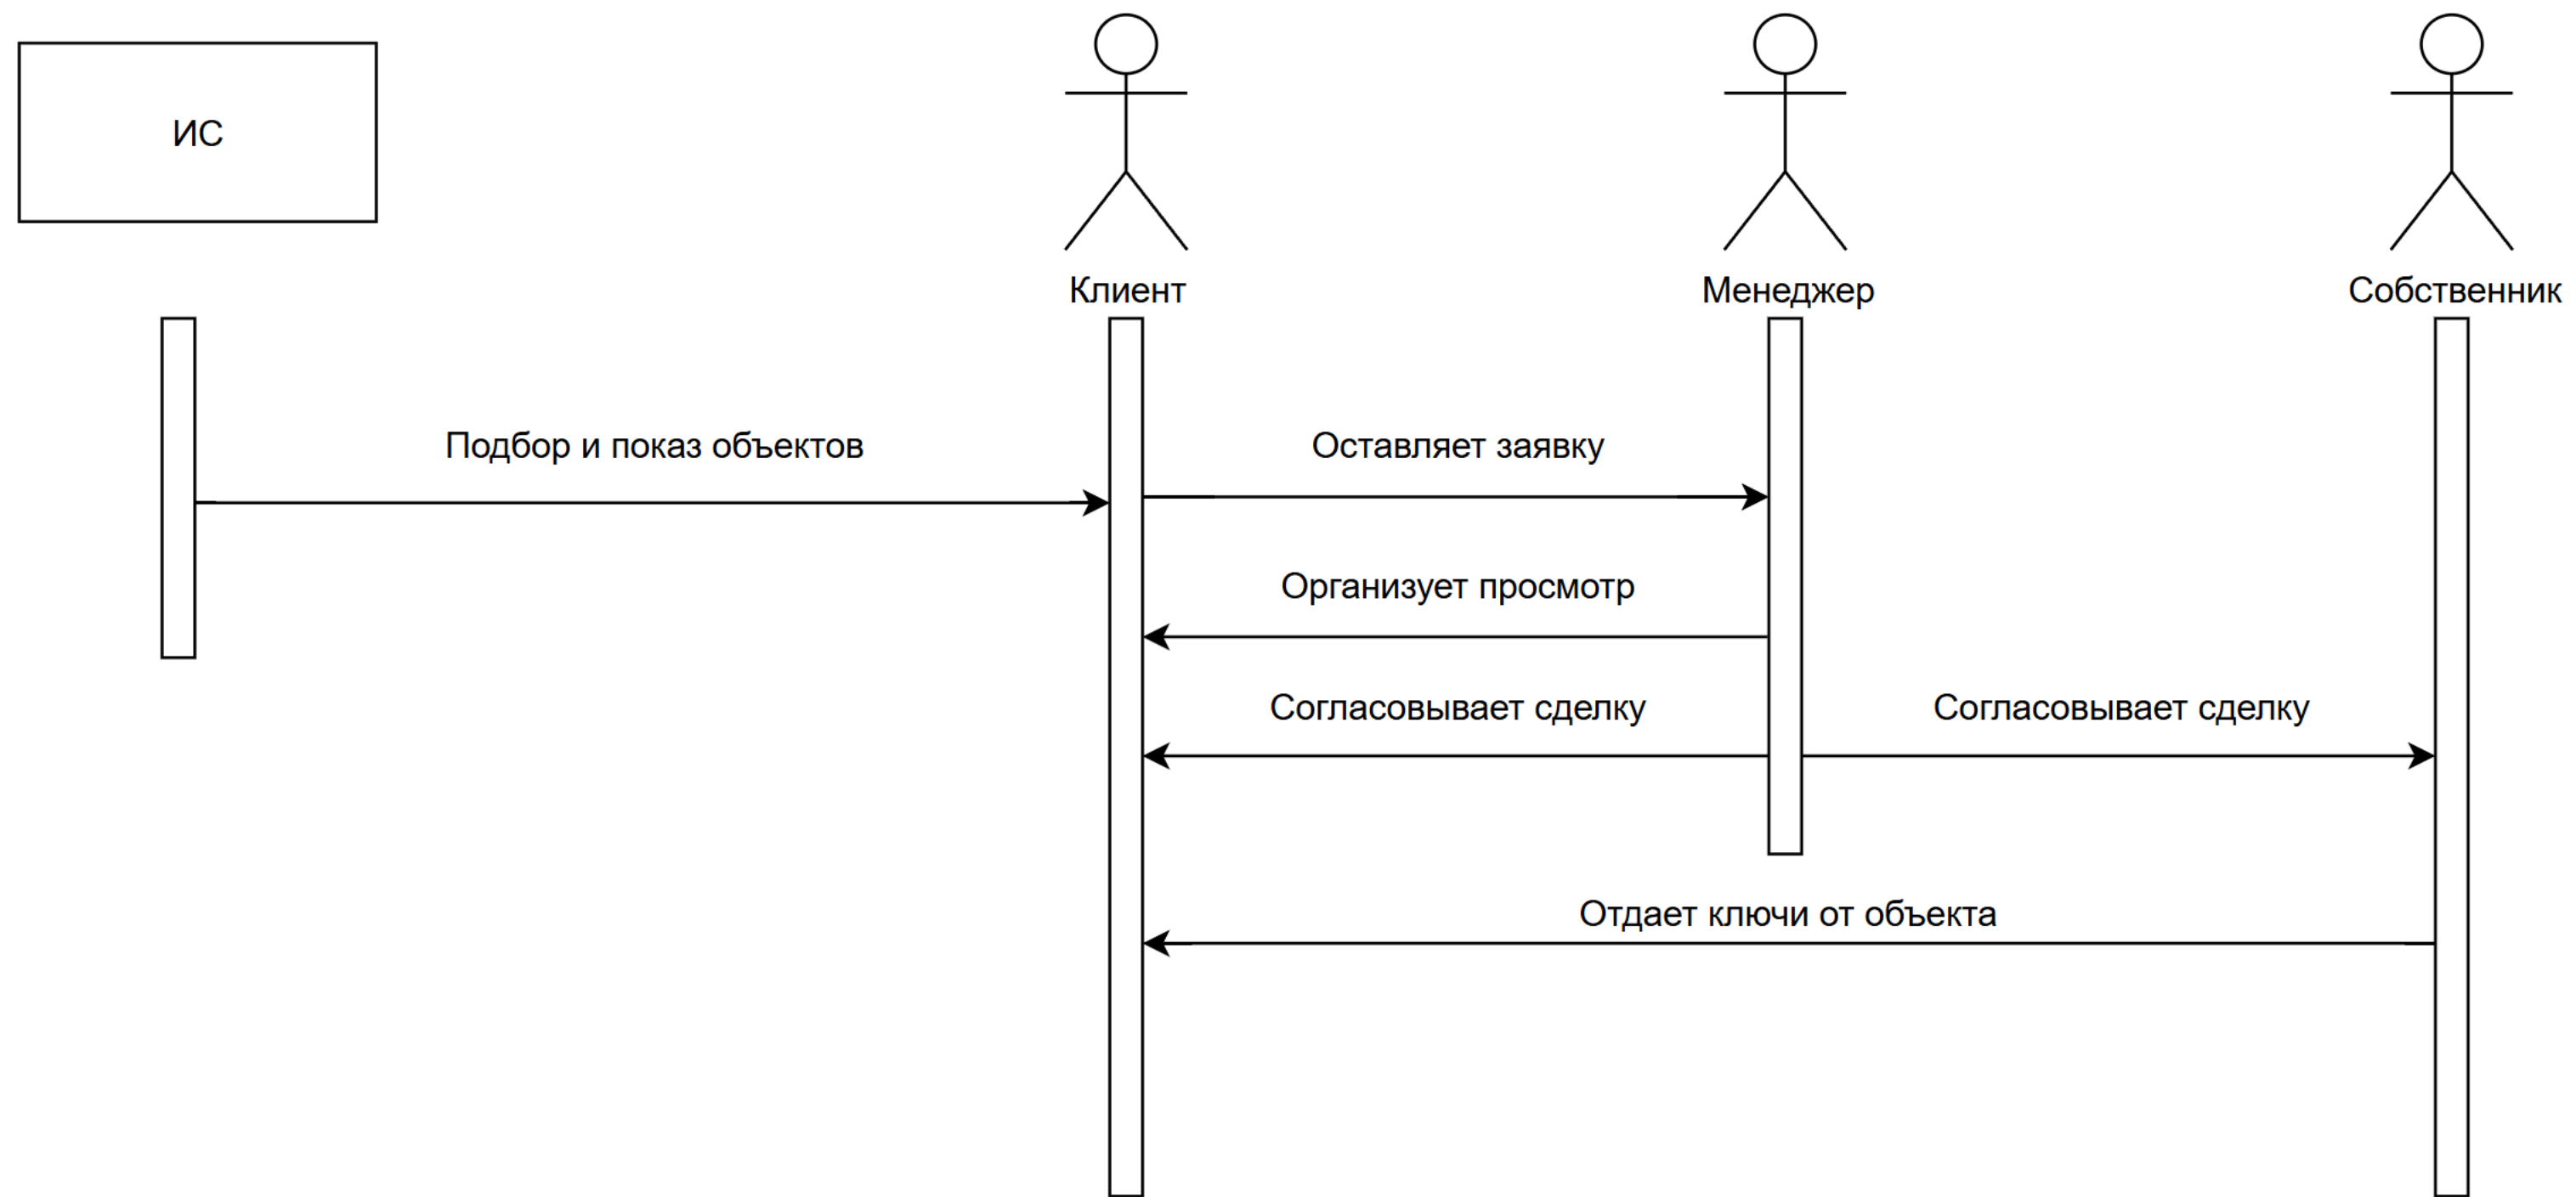 ИС
Клиент
Менеджер
Собственник
Подбор и показ объектов
Оставляет заявку
Организует просмотр
Согласовывает сделку
Согласовывает сделку
Отдает ключи от объекта